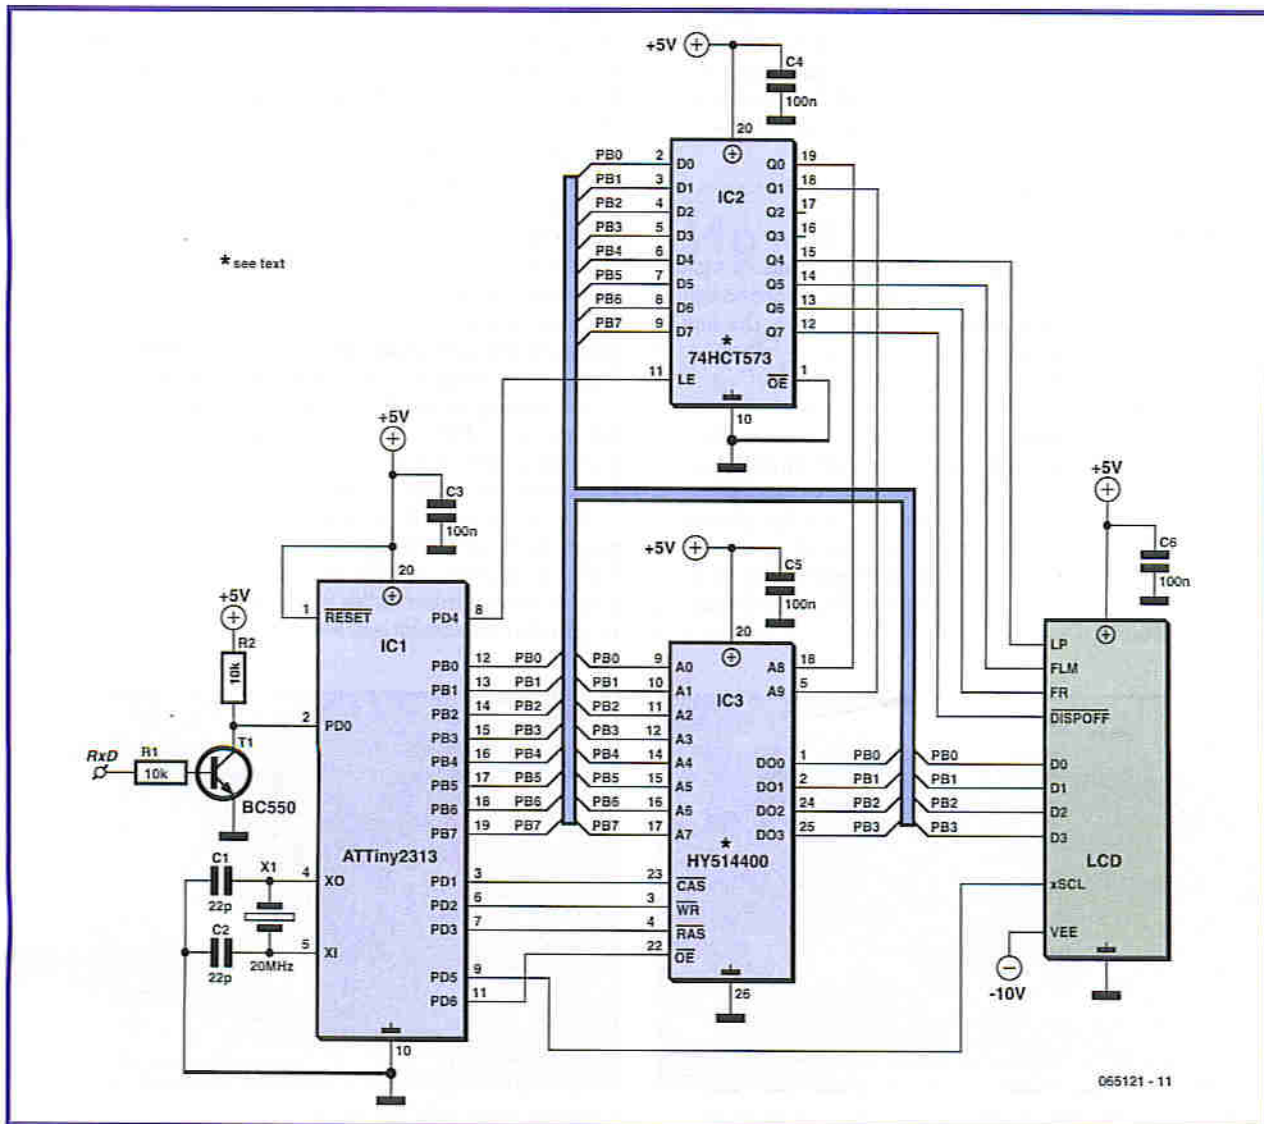 +5V
C4
100n
20
PB0 2 D0 Q0 19
PB1 3 D1 Q1 18
IC2
PB2 4 D2 Q2 17
PB3 5 D3 Q3 16
PB4 6 D4 Q4 15
PB5 7 D5 Q5 14
PB6 8 D6 Q6 13
PB7 9 D7 Q7 12
*
74HCT573
11 LE OE 1
10
* see text
+5V
C3
100n
20
1 RESET PD4 8
IC1
+5V
R2
10k
2 PD0
RxD
R1
10k
T1
BC550
PB0 12 PB0
PB1 13 PB1
PB2 14 PB2
PB3 15 PB3
PB4 16 PB4
PB5 17 PB5
PB6 18 PB6
PB7 19 PB7
ATTiny2313
C1
22p
X1
4 XO
PD1 3
PD2 6
PD3 7
C2
22p
20MHz
5 XI
PD5 9
PD6 11
10
+5V
C5
100n
20
PB0 9 A0 A8 18
PB1 10 A1 A9 5
IC3
PB2 11 A2
PB3 12 A3
PB4 14 A4 DO0 1 PB0
PB5 15 A5 DO1 2 PB1
PB6 16 A6 DO2 24 PB2
PB7 17 A7 DO3 25 PB3
*
HY514400
23 CAS
3 WR
4 RAS
22 OE
26
+5V
C6
100n
LP
FLM
FR
DISPOFF
PB0 D0
PB1 D1
PB2 D2
PB3 D3
LCD
xSCL
VEE
-10V
065121 - 11